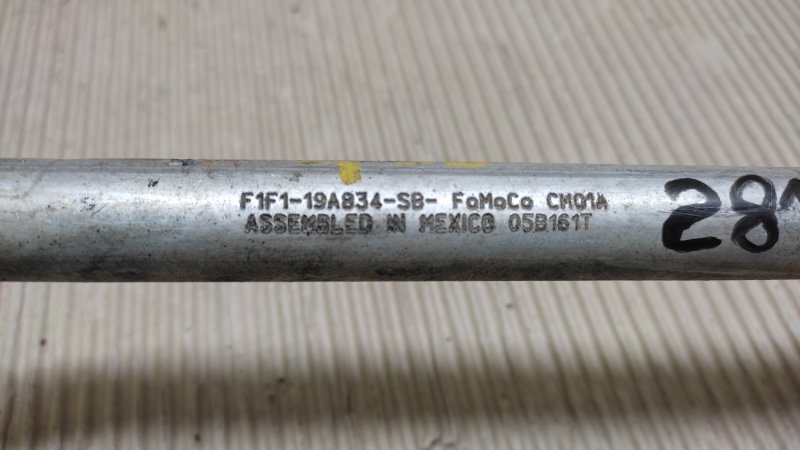 F1F1-19A834-SB- FoMoCo CM01A
ASSEMBLED IN MEXICO 05B161T